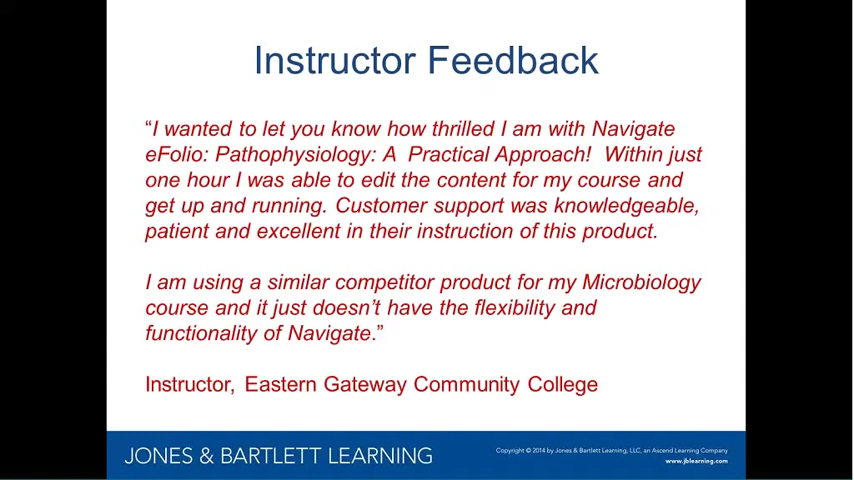 Instructor Feedback
“I wanted to let you know how thrilled I am with Navigate
eFolio: Pathophysiology: A Practical Approach! Within just
one hour I was able to edit the content for my course and
get up and running. Customer support was knowledgeable,
patient and excellent in their instruction of this product.
I am using a similar competitor product for my Microbiology
course and it just doesn’t have the flexibility and
functionality of Navigate.”
Instructor, Eastern Gateway Community College
JONES & BARTLETT LEARNING
Copyright © 2014 by Jones & Bartlett Learning, LLC, an Ascend Learning Company
www.jblearning.com